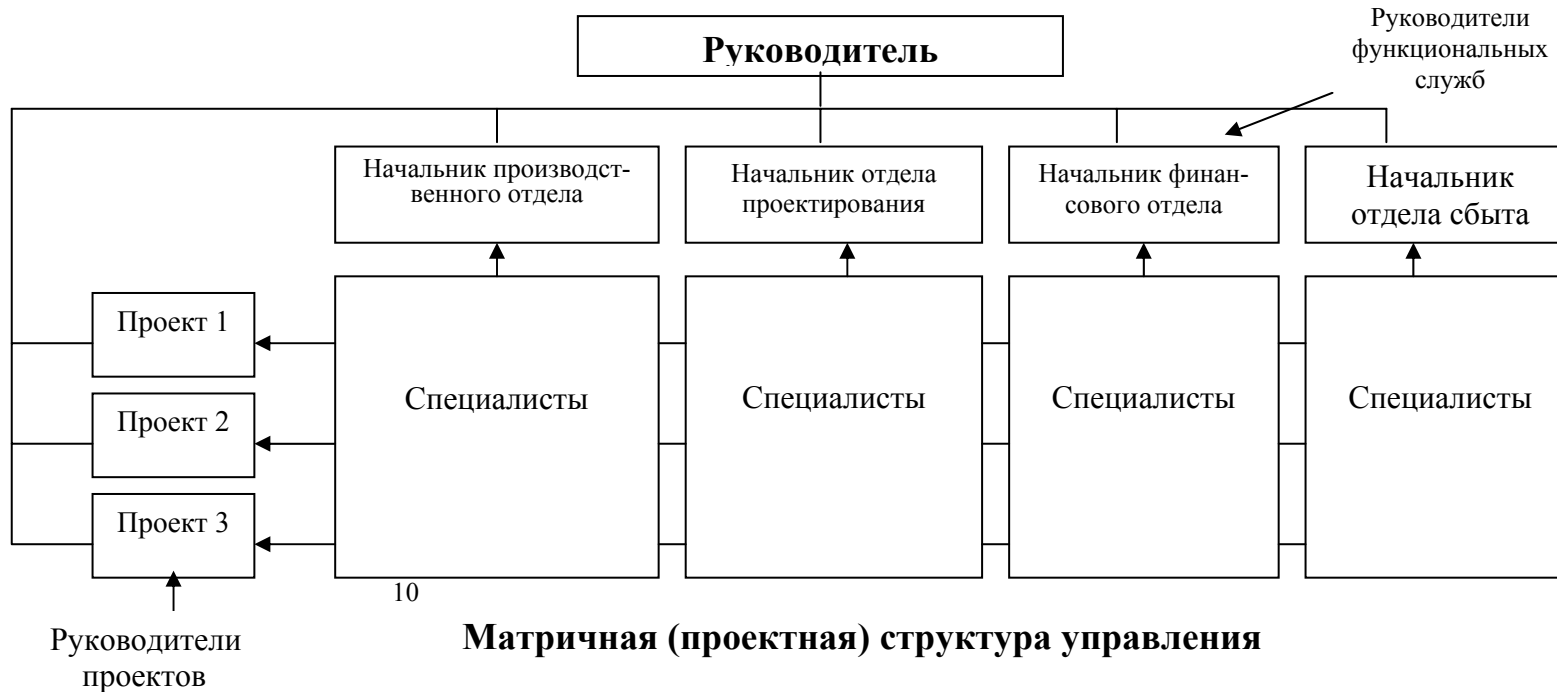 Руководитель
Руководители
функциональных
служб
Начальник производст-
венного отдела
Начальник отдела
проектирования
Начальник финан-
сового отдела
Начальник
отдела сбыта
Проект 1
Проект 2
Проект 3
Специалисты
Специалисты
Специалисты
Специалисты
10
Руководители
проектов
Матричная (проектная) структура управления